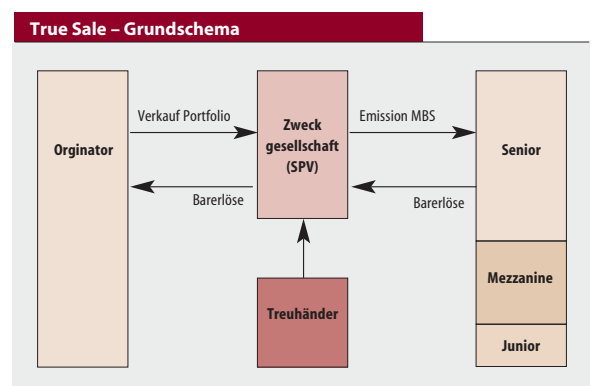 True Sale – Grundschema
Orginator
Verkauf Portfolio
Barerlöse
Zweck
gesellschaft
(SPV)
Emission MBS
Barerlöse
Senior
Mezzanine
Junior
Treuhänder